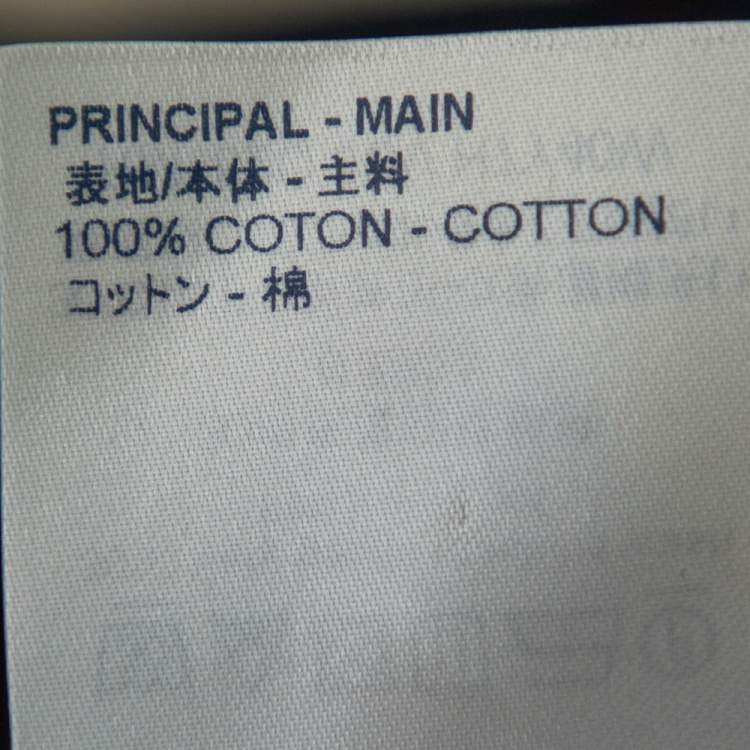 PRINCIPAL - MAIN
表地/本体 - 主料
100% COTON - COTTON
コットン - 棉